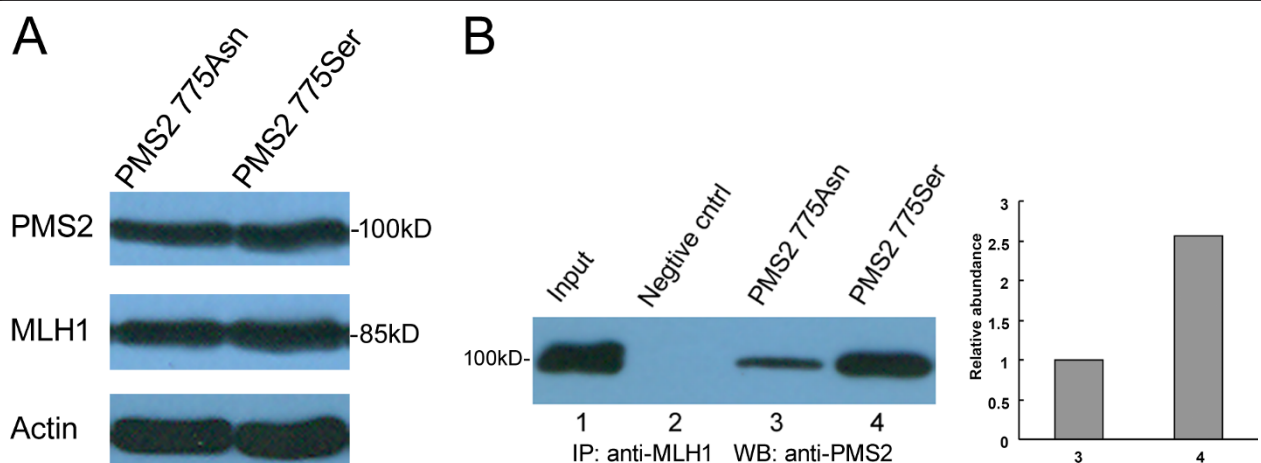 A
PMS2 775Asn
PMS2 775Ser
PMS2
-100kD
MLH1
-85kD
Actin
B
Input
Negtive cntrl
PMS2 775Asn
PMS2 775Ser
100kD-
1 2 3 4
IP: anti-MLH1 WB: anti-PMS2
Relative abundance
3
2.5
2
1.5
1
0.5
0
3 4